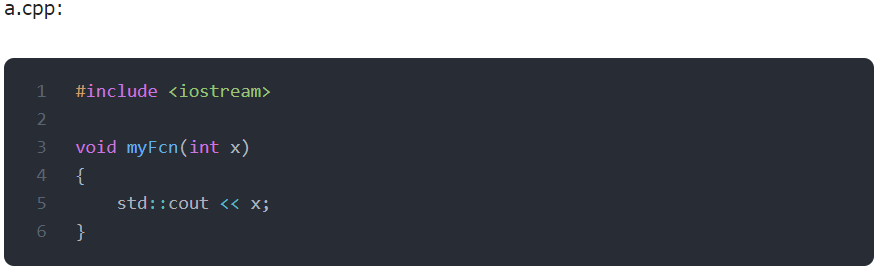 a.cpp:
1 #include <iostream>
2
3 void myFcn(int x)
4 {
5     std::cout << x;
6 }